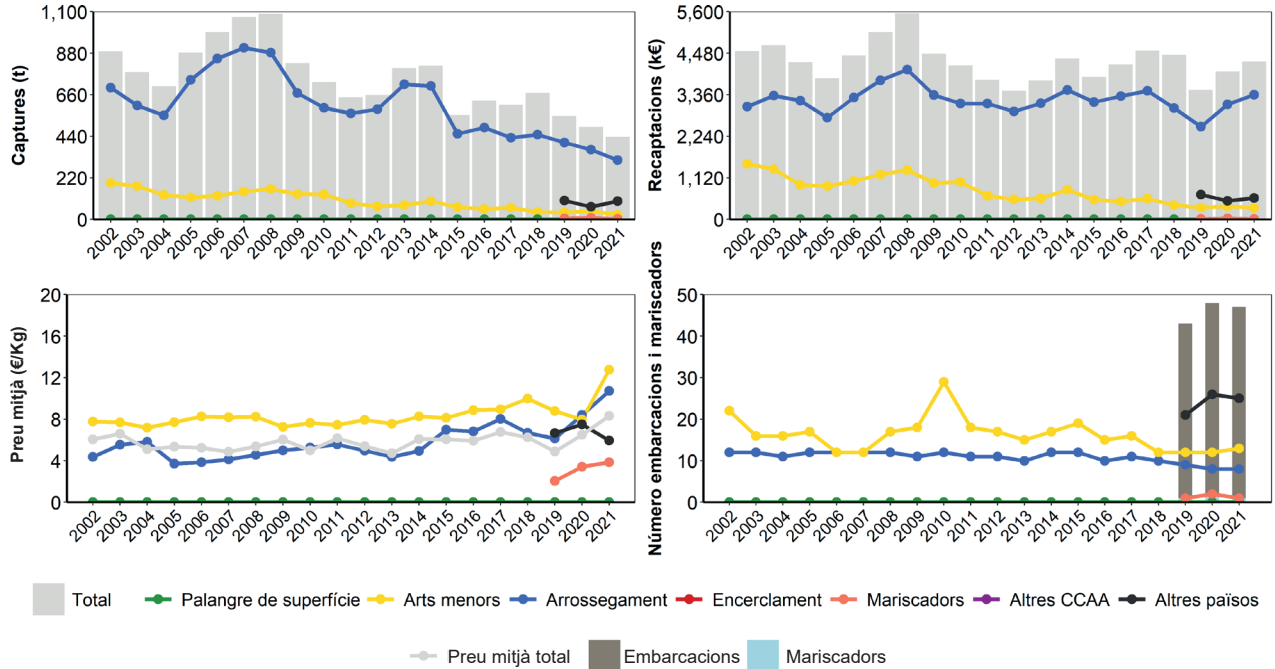 Captures (t)
1,100
880
660
440
220
0
2002 2003 2004 2005 2006 2007 2008 2009 2010 2011 2012 2013 2014 2015 2016 2017 2018 2019 2020 2021
Recaptacions (k€)
5,600
4,480
3,360
2,240
1,120
0
2002 2003 2004 2005 2006 2007 2008 2009 2010 2011 2012 2013 2014 2015 2016 2017 2018 2019 2020 2021
Preu mitjà (€/Kg)
20
16
12
8
4
0
2002 2003 2004 2005 2006 2007 2008 2009 2010 2011 2012 2013 2014 2015 2016 2017 2018 2019 2020 2021
Número embarcacions i mariscadors
50
40
30
20
10
0
2002 2003 2004 2005 2006 2007 2008 2009 2010 2011 2012 2013 2014 2015 2016 2017 2018 2019 2020 2021
Total Palangre de superfície Arts menors Arrossegament Encerclament Mariscadors Altres CCAA Altres països
Preu mitjà total Embarcacions Mariscadors